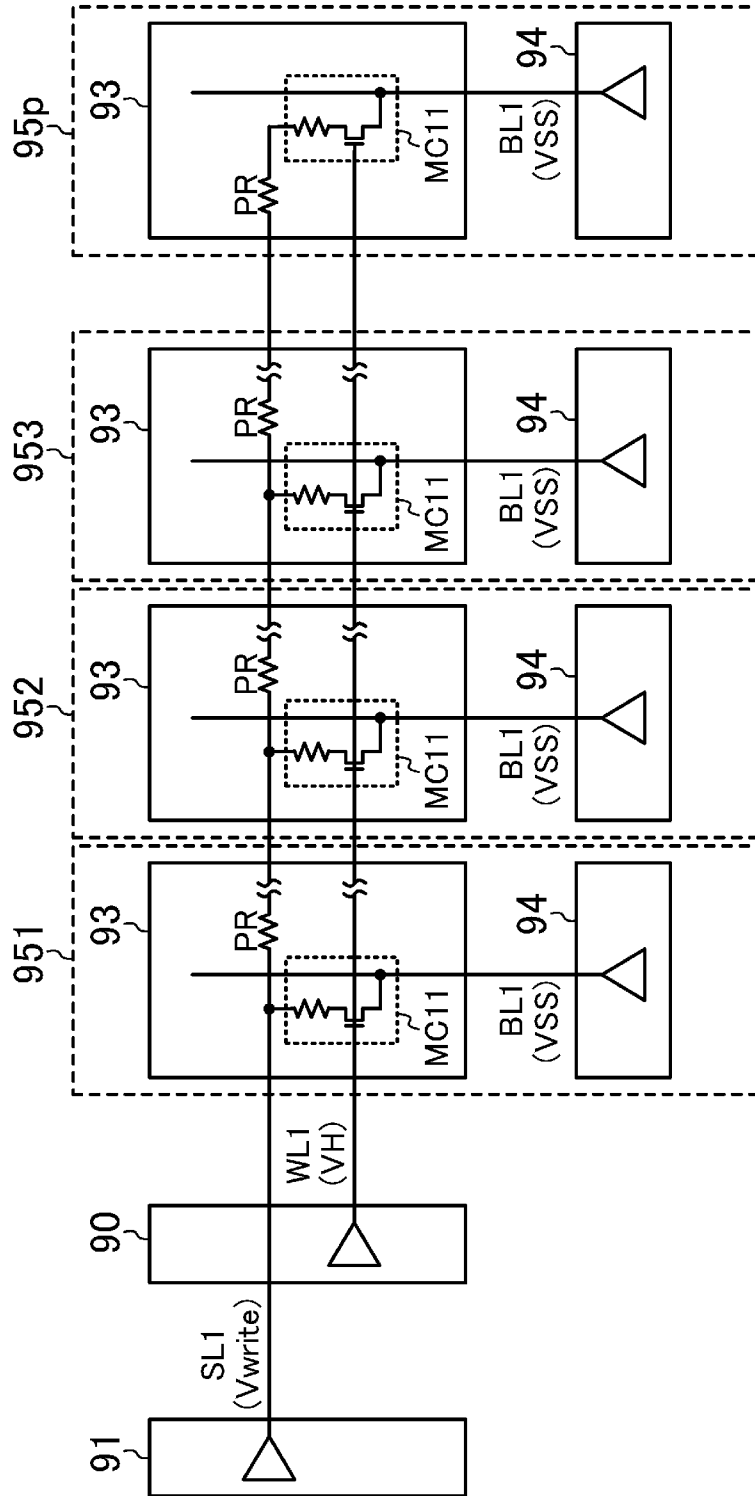 91
SL1
(Vwrite)
90
WL1
(VH)
951
93
PR
MC11
BL1
(VSS)
94
952
93
PR
MC11
BL1
(VSS)
94
953
93
PR
MC11
BL1
(VSS)
94
95p
93
PR
MC11
BL1
(VSS)
94